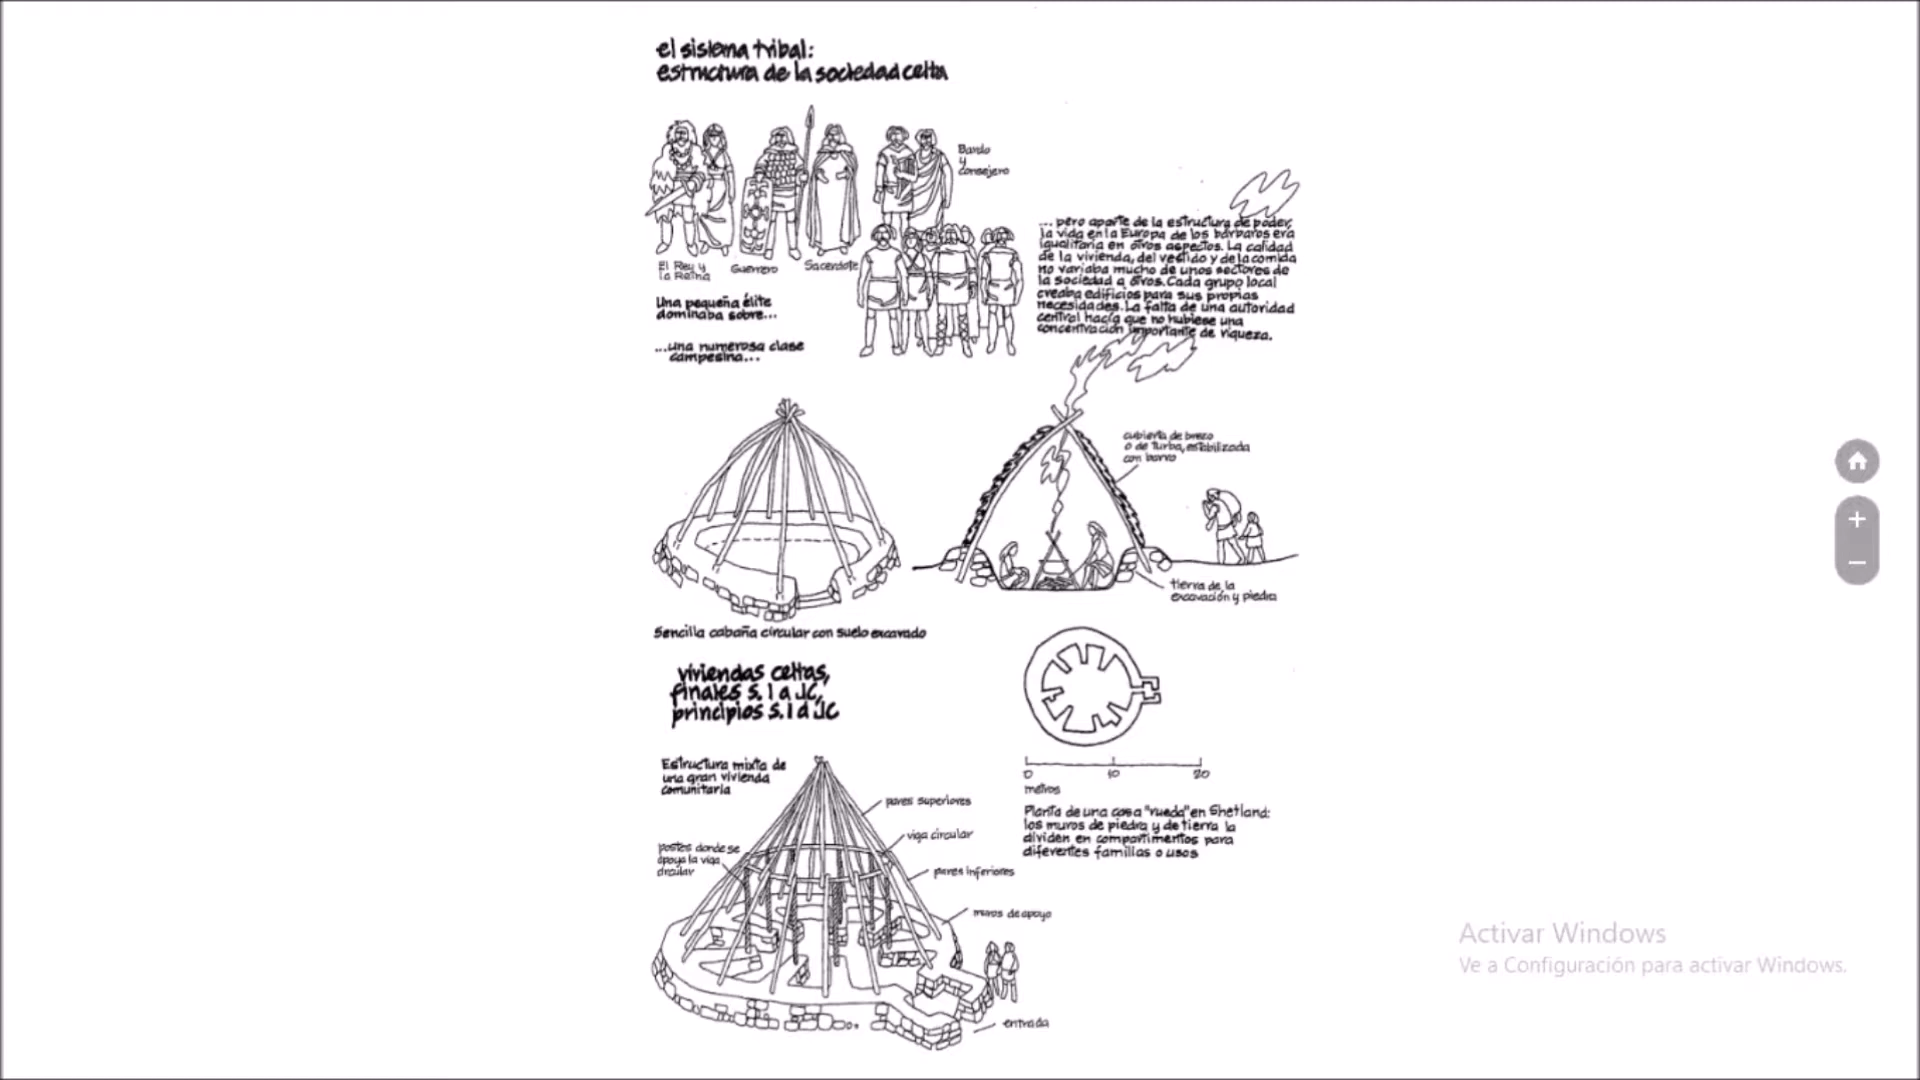 el sistema tribal:
estructura de la sociedad celta
Bardo
y
consejero
El Rey y
la Reina
Guerrero
Sacerdote
Una pequeña élite
dominaba sobre...
...una numerosa clase
campesina...
... pero aparte de la estructura de poder,
la vida en la Europa de los bárbaros era
igualitaria en otros aspectos. La calidad
de la vivienda, del vestido y de la comida
no variaba mucho de unos sectores de
la sociedad a otros. Cada grupo local
creaba edificios para sus propias
necesidades. La falta de una autoridad
central hacía que no hubiese una
concentración importante de riqueza.
cubierta de brezo
o de turba, estabilizada
con barro
tierra de la
excavación y piedra
Sencilla cabaña circular con suelo excavado
viviendas celtas,
finales S. I a JC,
principios S. I d JC
Estructura mixta de
una gran vivienda
comunitaria
pares superiores
viga circular
postes donde se
apoya la viga
circular
pares inferiores
muros de apoyo
entrada
0 10 20
metros
Planta de una casa "rueda" en Shetland:
los muros de piedra y de tierra la
dividen en compartimentos para
diferentes familias o usos
Activar Windows
Ve a Configuración para activar Windows.